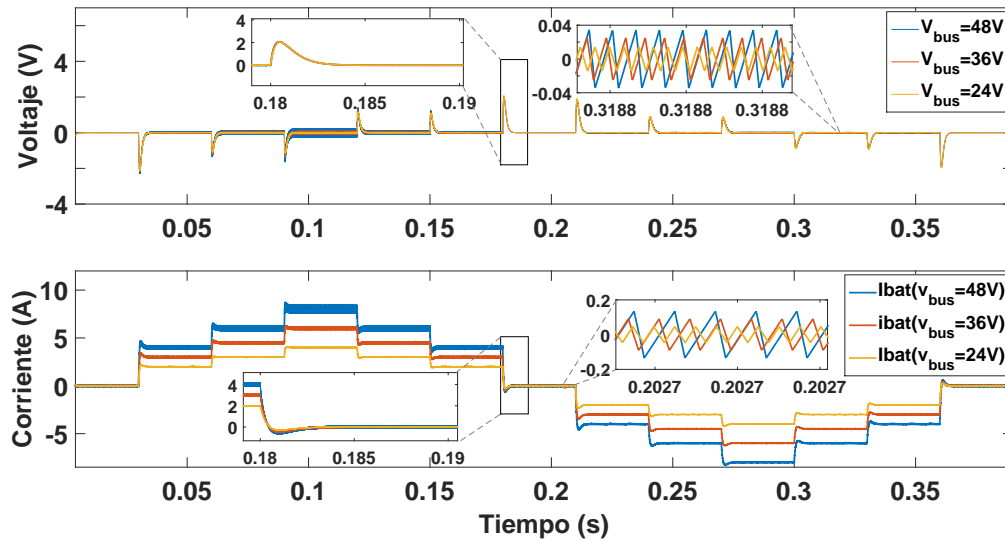 4
0
-4
Voltaje (V)
4
2
0
0.18 0.185 0.19
0.04
0
-0.04
0.3188 0.3188 0.3188
V_bus=48V
V_bus=36V
V_bus=24V
0.05 0.1 0.15 0.2 0.25 0.3 0.35
10
5
0
-5
Corriente (A)
4
2
0
0.18 0.185 0.19
0.2
0
-0.2
0.2027 0.2027 0.2027
Ibat(v_bus=48V)
ibat(v_bus=36V)
Ibat(v_bus=24V)
0.05 0.1 0.15 0.2 0.25 0.3 0.35
Tiempo (s)